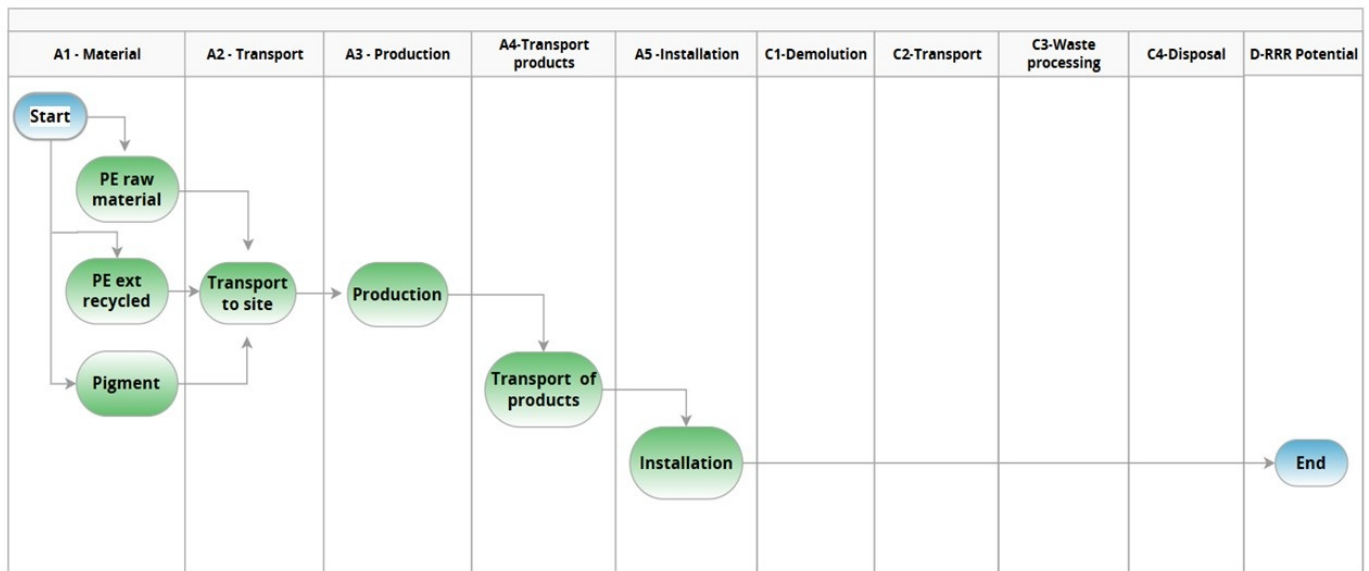 A1 - Material
A2 - Transport
A3 - Production
A4-Transport
products
A5 -Installation
C1-Demolution
C2-Transport
C3-Waste
processing
C4-Disposal
D-RRR Potential
Start
PE raw
material
PE ext
recycled
Transport
to site
Production
Pigment
Transport of
products
Installation
End